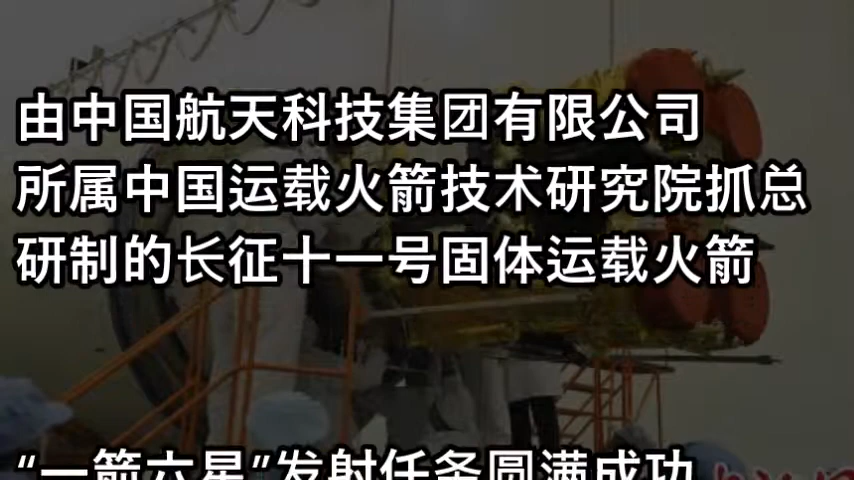 由中国航天科技集团有限公司
所属中国运载火箭技术研究院抓总
研制的长征十一号固体运载火箭
“一箭六星”发射任务圆满成功